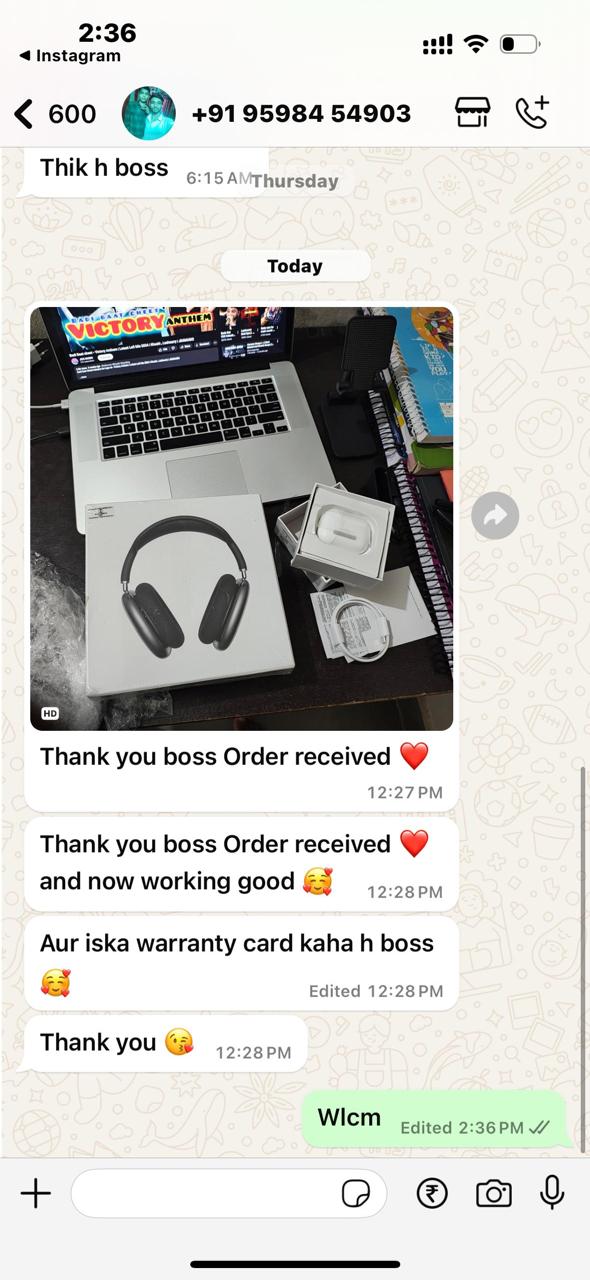 2:36
Instagram
600
+91 95984 54903
Thik h boss
6:15 AM
Thursday
Today
VICTORY ANTHEM
HD
Thank you boss Order received ❤️
12:27 PM
Thank you boss Order received ❤️
and now working good 🥰
12:28 PM
Aur iska warranty card kaha h boss
🥰
Edited 12:28 PM
Thank you 😘
12:28 PM
Wlcm
Edited 2:36 PM